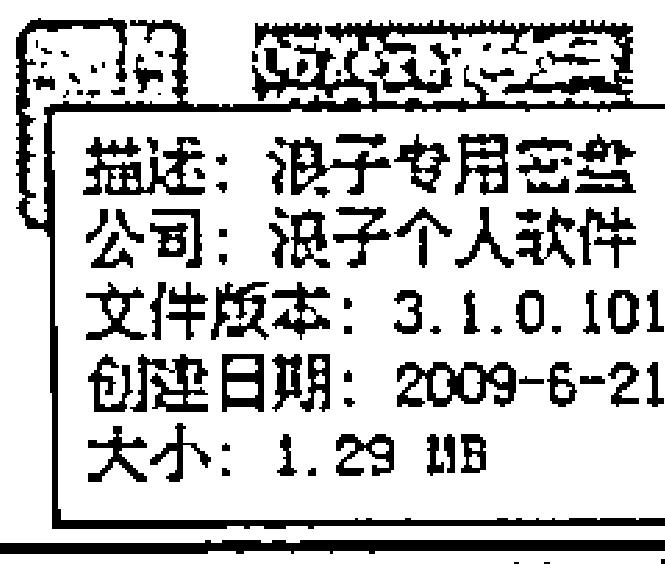 描述: 浪子专用密盘
公司: 浪子个人软件
文件版本: 3.1.0.101
创建日期: 2009-6-21
大小: 1.29 MB